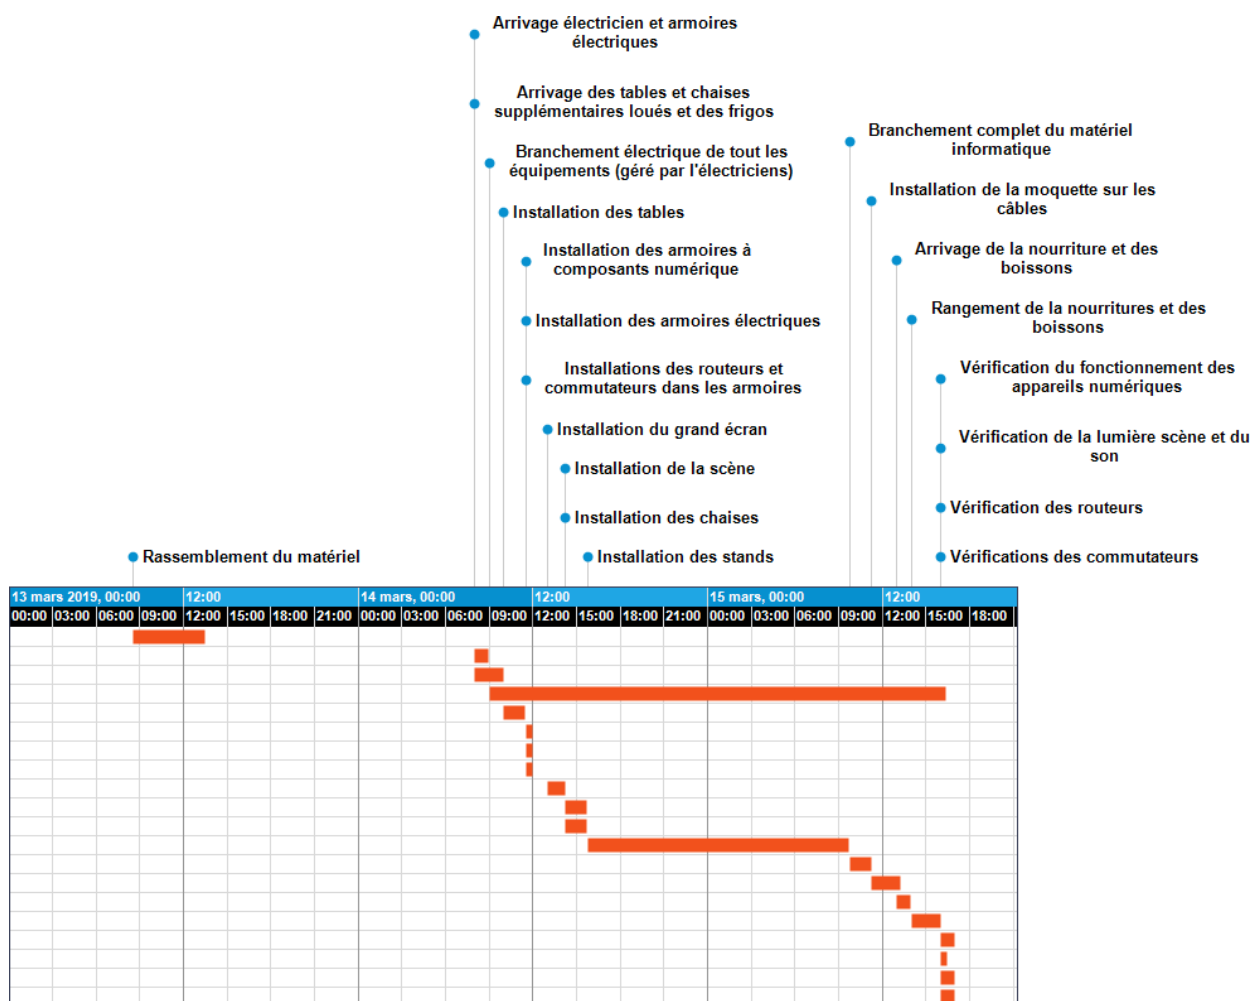 Arrivage électricien et armoires
électriques
Arrivage des tables et chaises
supplémentaires loués et des frigos
Branchement électrique de tout les
équipements (géré par l'électriciens)
Installation des tables
Installation des armoires à
composants numérique
Installation des armoires électriques
Installations des routeurs et
commutateurs dans les armoires
Installation du grand écran
Installation de la scène
Installation des chaises
Rassemblement du matériel
Installation des stands
Branchement complet du matériel
informatique
Installation de la moquette sur les
câbles
Arrivage de la nourriture et des
boissons
Rangement de la nourritures et des
boissons
Vérification du fonctionnement des
appareils numériques
Vérification de la lumière scène et du
son
Vérification des routeurs
Vérifications des commutateurs
13 mars 2019, 00:00 12:00 14 mars, 00:00 12:00 15 mars, 00:00 12:00
00:00 03:00 06:00 09:00 12:00 15:00 18:00 21:00 00:00 03:00 06:00 09:00 12:00 15:00 18:00 21:00 00:00 03:00 06:00 09:00 12:00 15:00 18:00